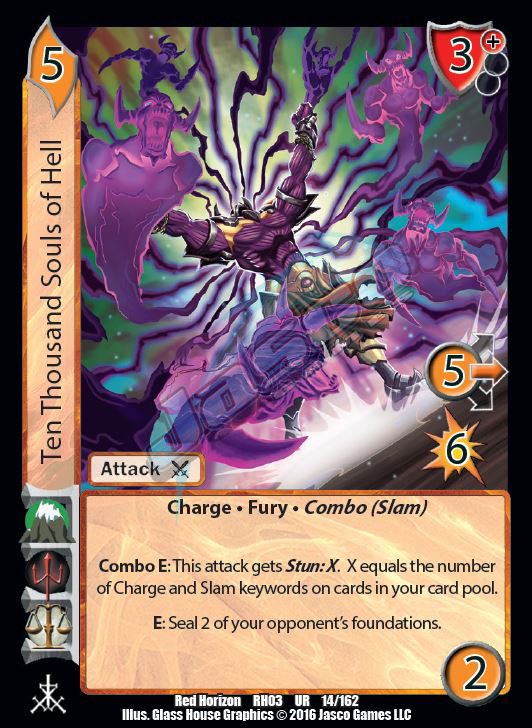 5
3 +
Ten Thousand Souls of Hell
5
6
Attack
Charge • Fury • Combo (Slam)
Combo E: This attack gets Stun: X. X equals the number
of Charge and Slam keywords on cards in your card pool.
E: Seal 2 of your opponent's foundations.
2
Red Horizon RH03 UR 14/162
Illus. Glass House Graphics © 2016 Jasco Games LLC